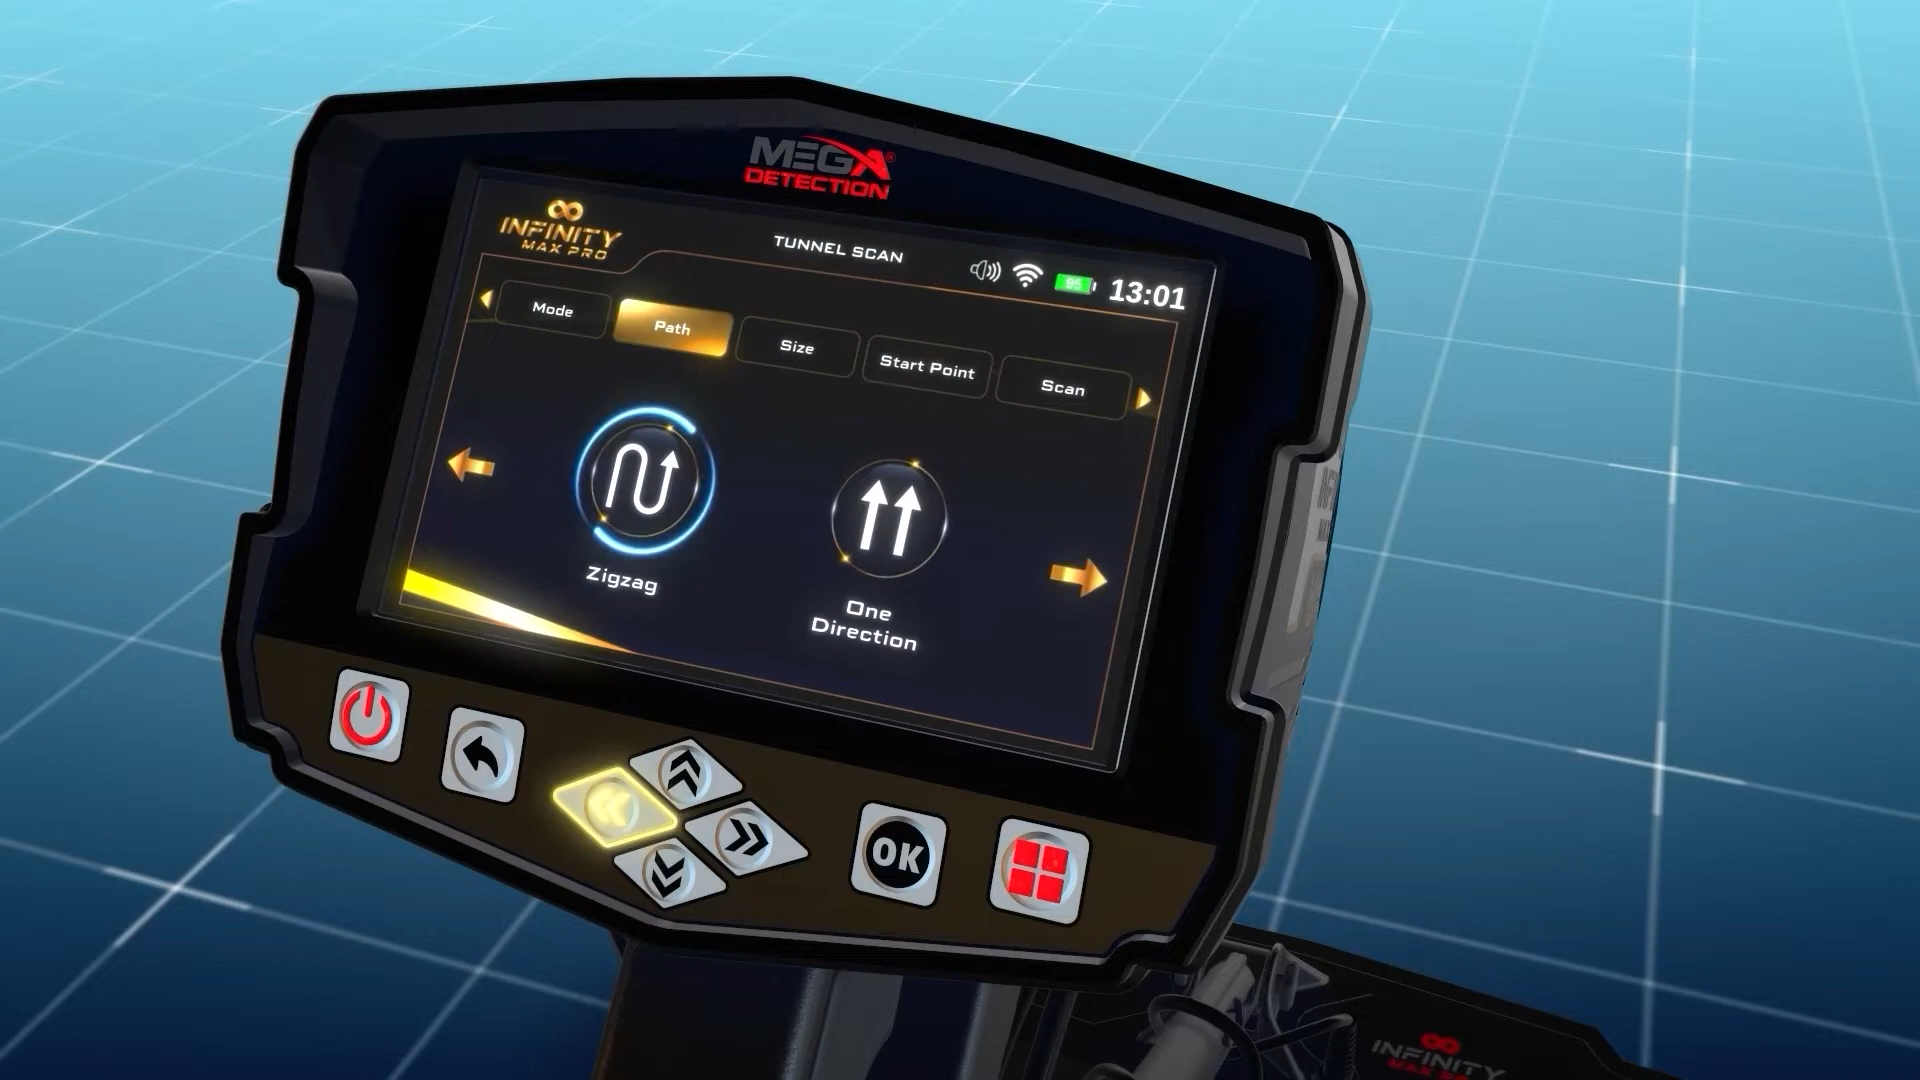 MEGA®
DETECTION
INFINITY
MAX PRO
TUNNEL SCAN
95
13:01
Mode
Path
Size
Start Point
Scan
Zigzag
One
Direction
OK
INFINITY